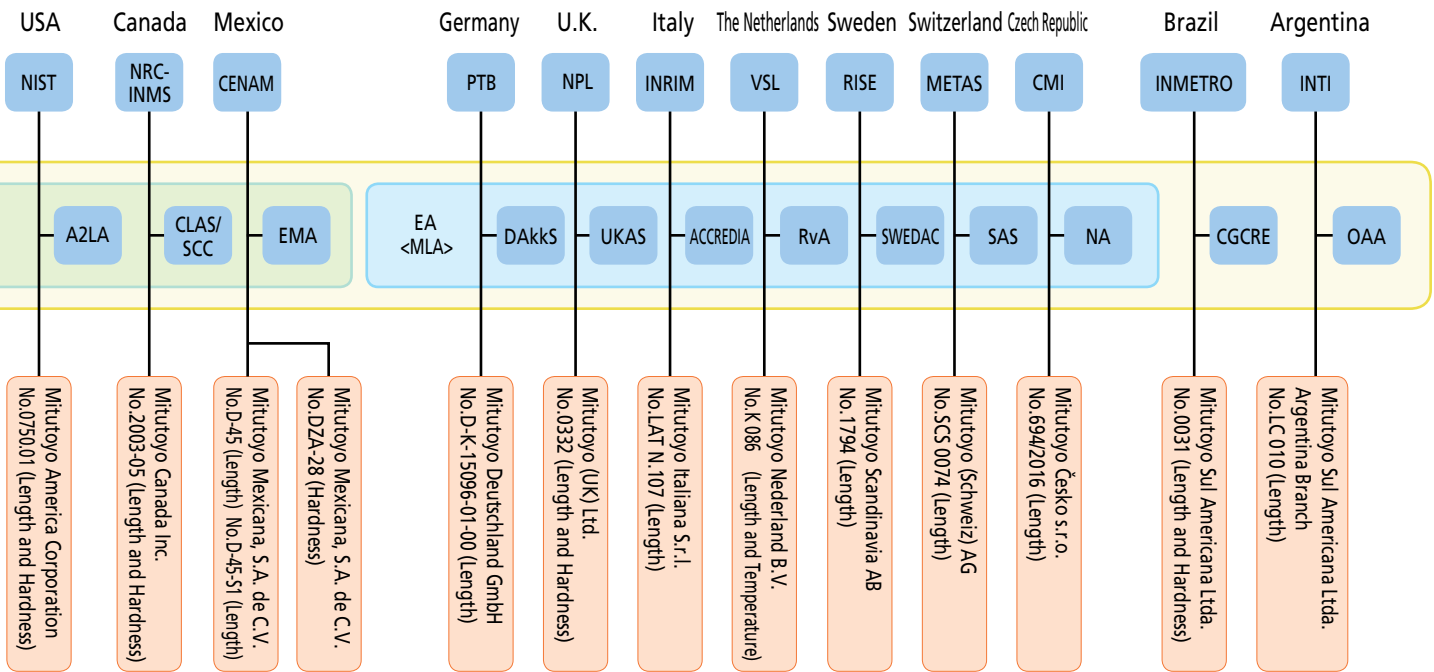 USA
Canada
Mexico
Germany
U.K.
Italy
The Netherlands
Sweden
Switzerland
Czech Republic
Brazil
Argentina
NIST
NRC-
INMS
CENAM
PTB
NPL
INRIM
VSL
RISE
METAS
CMI
INMETRO
INTI
A2LA
CLAS/
SCC
EMA
EA
<MLA>
DAkkS
UKAS
ACCREDIA
RvA
SWEDAC
SAS
NA
CGCRE
OAA
Mitutoyo America Corporation
No.0750.01 (Length and Hardness)
Mitutoyo Canada Inc.
No.2003-05 (Length and Hardness)
Mitutoyo Mexicana, S.A. de C.V.
No.D-45 (Length) No.D-45-S1 (Length)
Mitutoyo Mexicana, S.A. de C.V.
No.DZA-28 (Hardness)
Mitutoyo Deutschland GmbH
No.D-K-15096-01-00 (Length)
Mitutoyo (UK) Ltd.
No.0332 (Length and Hardness)
Mitutoyo Italiana S.r.l.
No.LAT N.107 (Length)
Mitutoyo Nederland B.V.
No.K 086 (Length and Temperature)
Mitutoyo Scandinavia AB
No.1794 (Length)
Mitutoyo (Schweiz) AG
No.SCS 0074 (Length)
Mitutoyo Česko s.r.o.
No.694/2016 (Length)
Mitutoyo Sul Americana Ltda.
No.0031 (Length and Hardness)
Mitutoyo Sul Americana Ltda.
Argentina Branch
No.LC 010 (Length)